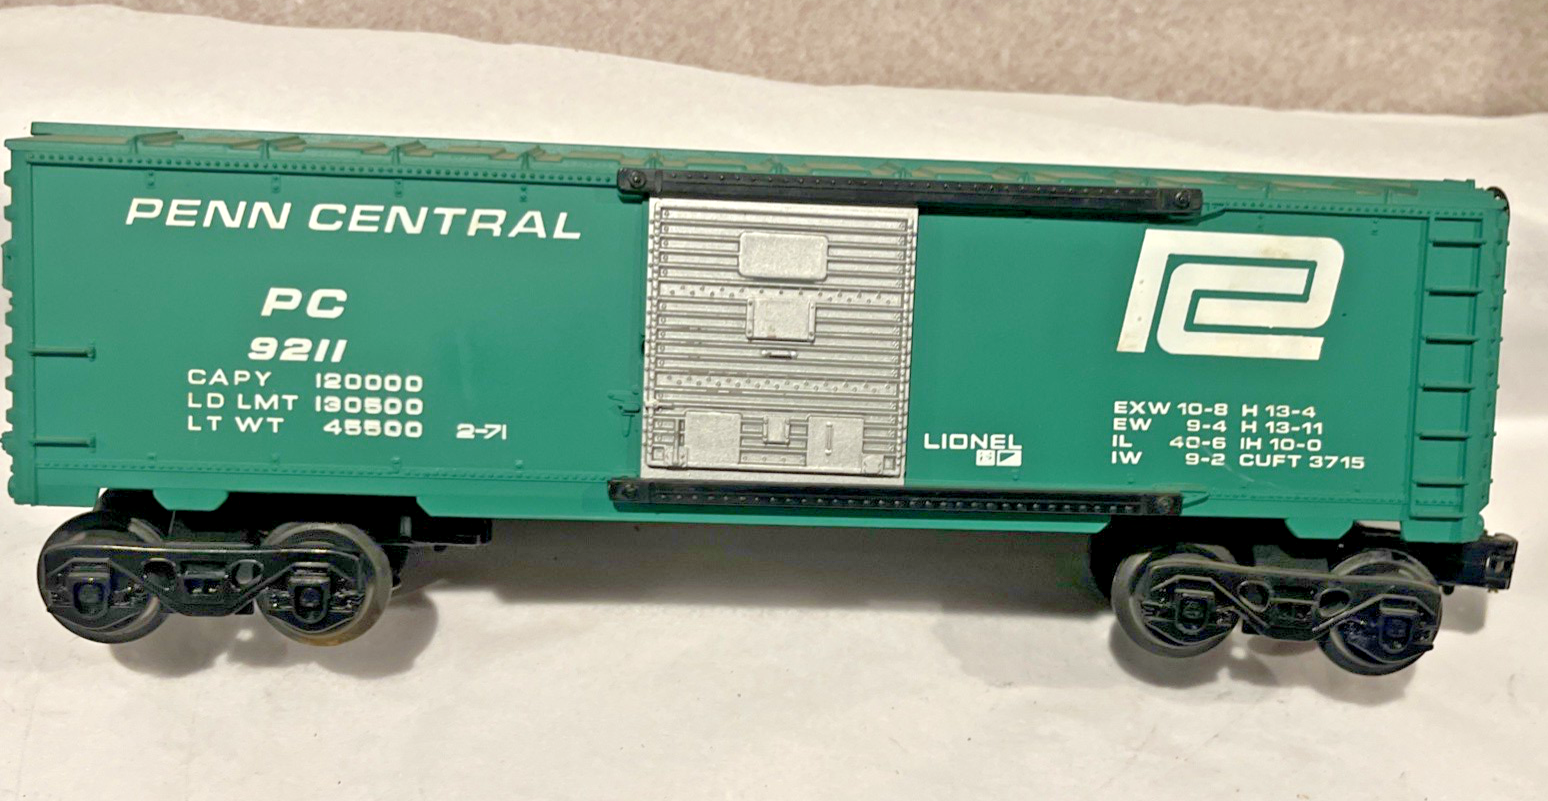 PENN CENTRAL
PC
9211
CAPY 120000
LD LMT 130500
LT WT 45500 2-71
LIONEL
EXW 10-8 H 13-4
EW 9-4 H 13-11
IL 40-6 IH 10-0
IW 9-2 CUFT 3715